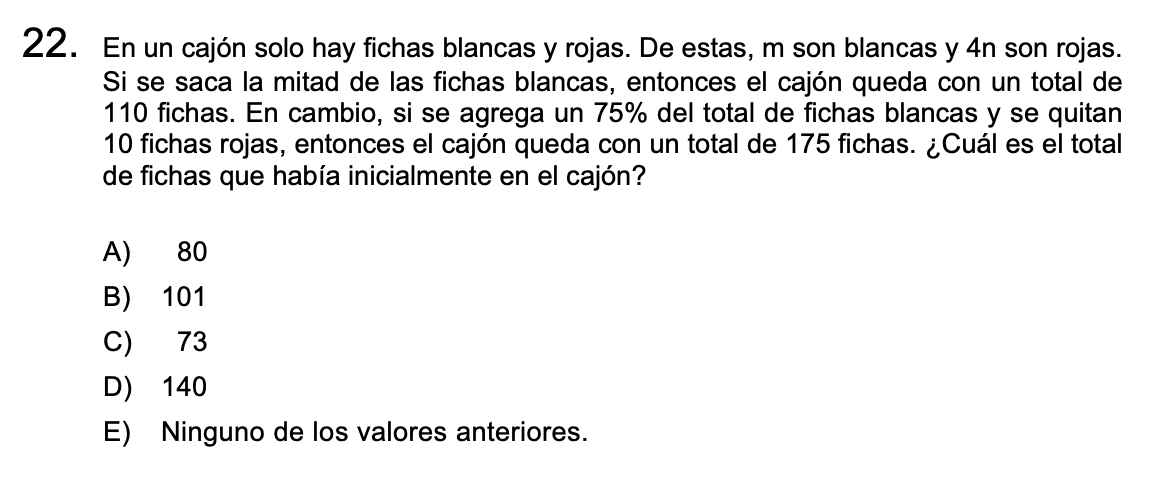 22. En un cajón solo hay fichas blancas y rojas. De estas, m son blancas y 4n son rojas.
Si se saca la mitad de las fichas blancas, entonces el cajón queda con un total de
110 fichas. En cambio, si se agrega un 75% del total de fichas blancas y se quitan
10 fichas rojas, entonces el cajón queda con un total de 175 fichas. ¿Cuál es el total
de fichas que había inicialmente en el cajón?
A) 80
B) 101
C) 73
D) 140
E) Ninguno de los valores anteriores.